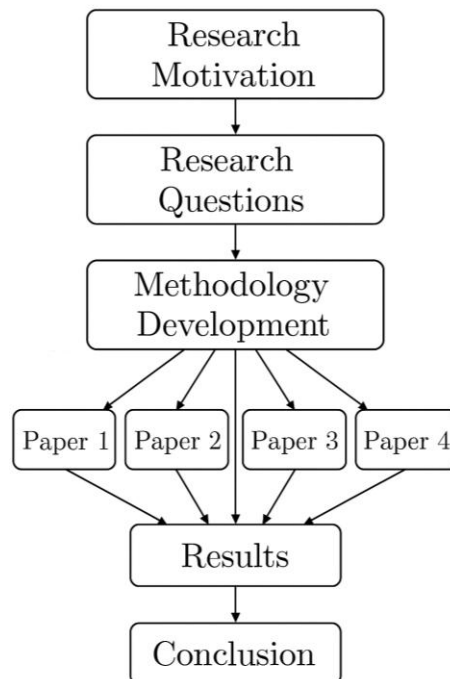 Research
Motivation
Research
Questions
Methodology
Development
Paper 1
Paper 2
Paper 3
Paper 4
Results
Conclusion